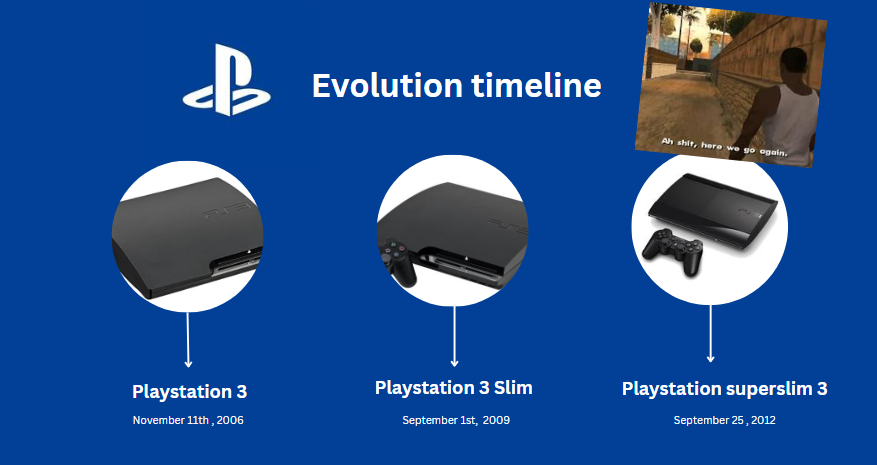 Evolution timeline
Ah shit, here we go again.
PS3
Playstation 3
November 11th , 2006
Playstation 3 Slim
September 1st, 2009
Playstation superslim 3
September 25 , 2012